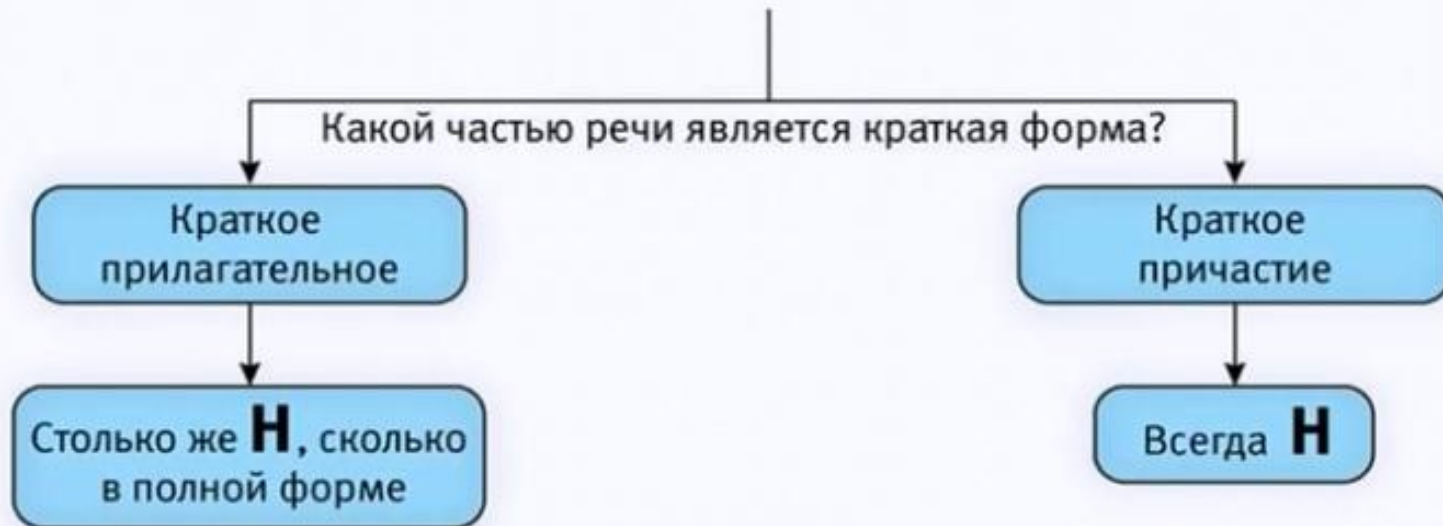 Какой частью речи является краткая форма?
Краткое
прилагательное
Краткое
причастие
Столько же Н, сколько
в полной форме
Всегда Н